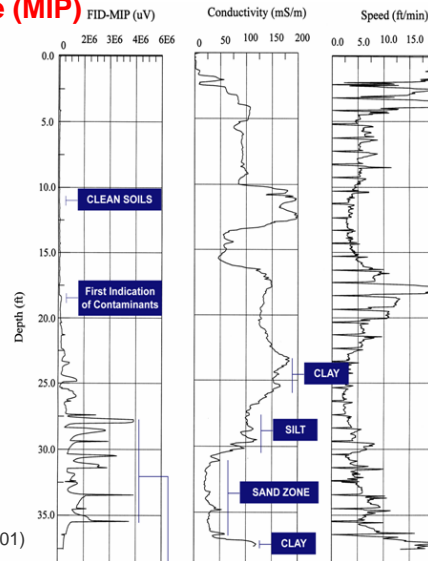 e (MIP)
FID-MIP (uV)
0 2E6 4E6 6E6
Conductivity (mS/m)
0 50 100 150 200
Speed (ft/min)
0.0 5.0 10.0 15.0
Depth (ft)
0.0
5.0
10.0
15.0
20.0
25.0
30.0
35.0
CLEAN SOILS
First Indication
of Contaminants
CLAY
SILT
SAND ZONE
CLAY
01)